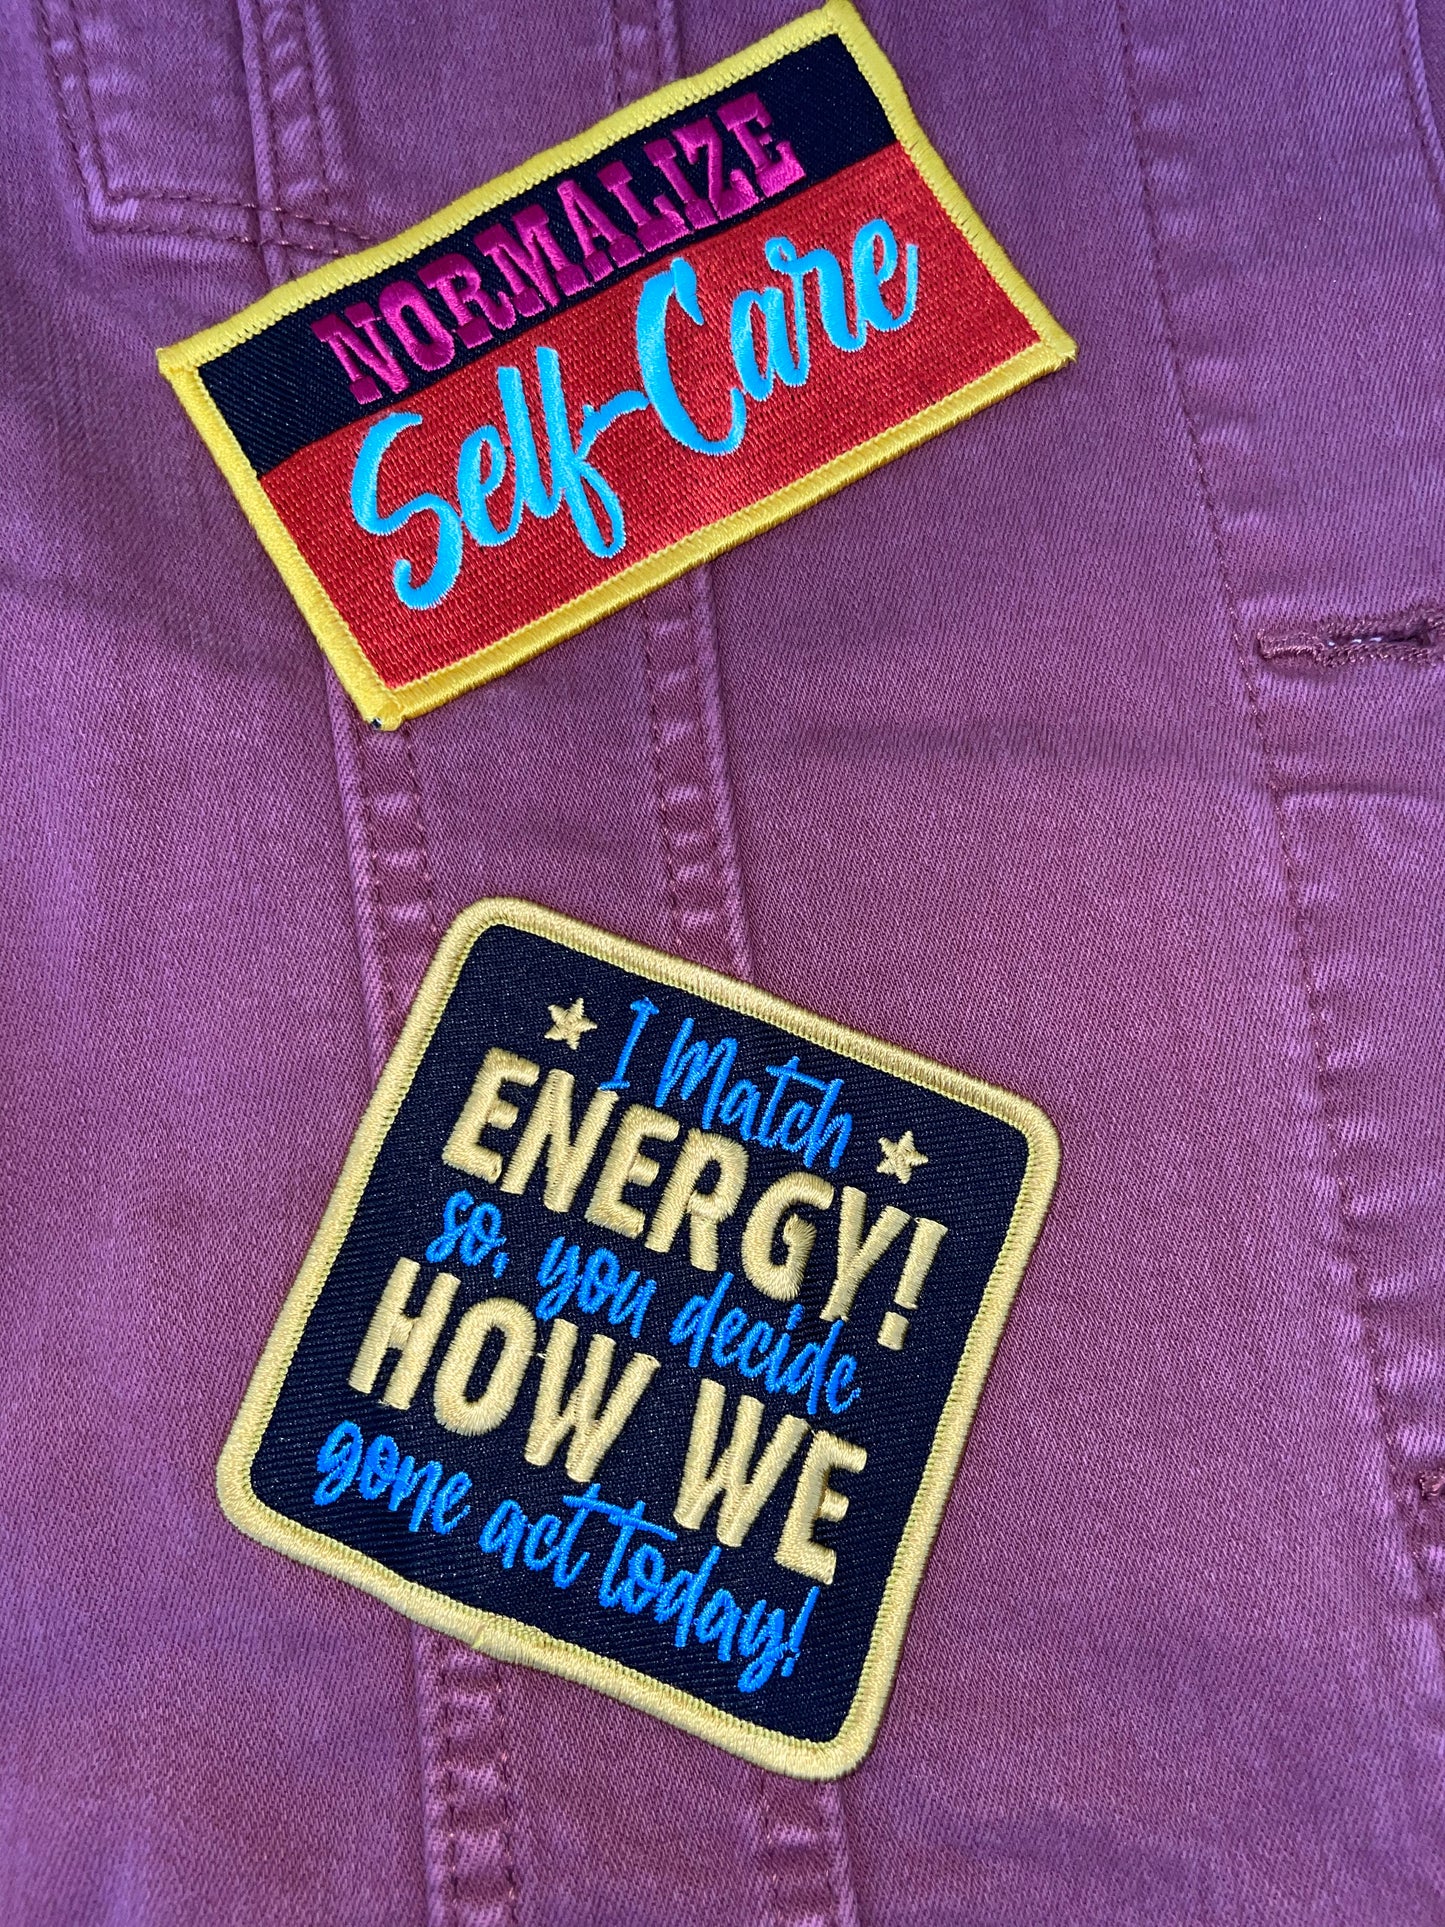 NORMALIZE
Self-Care
I Match
ENERGY!
so, you decide
HOW WE
gone act today!